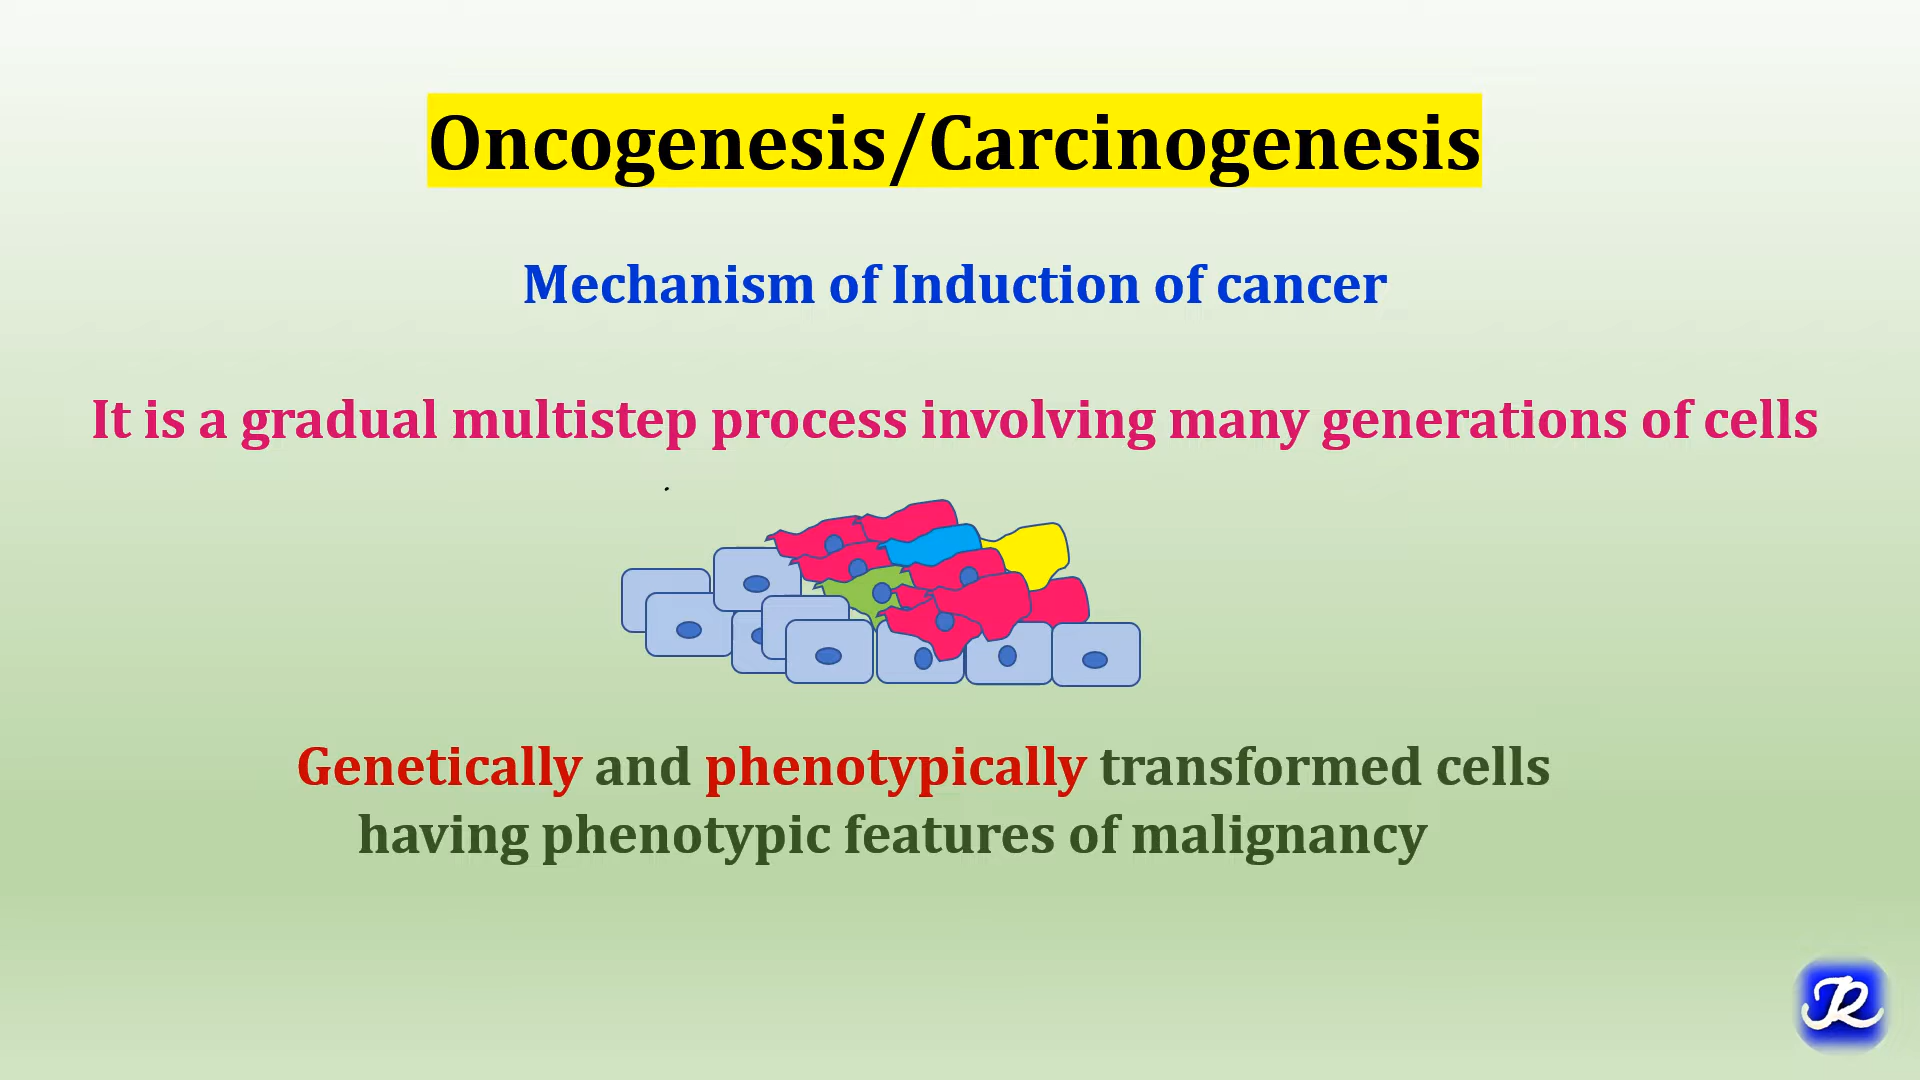 Oncogenesis/Carcinogenesis
Mechanism of Induction of cancer
It is a gradual multistep process involving many generations of cells
Genetically and phenotypically transformed cells
having phenotypic features of malignancy
JR